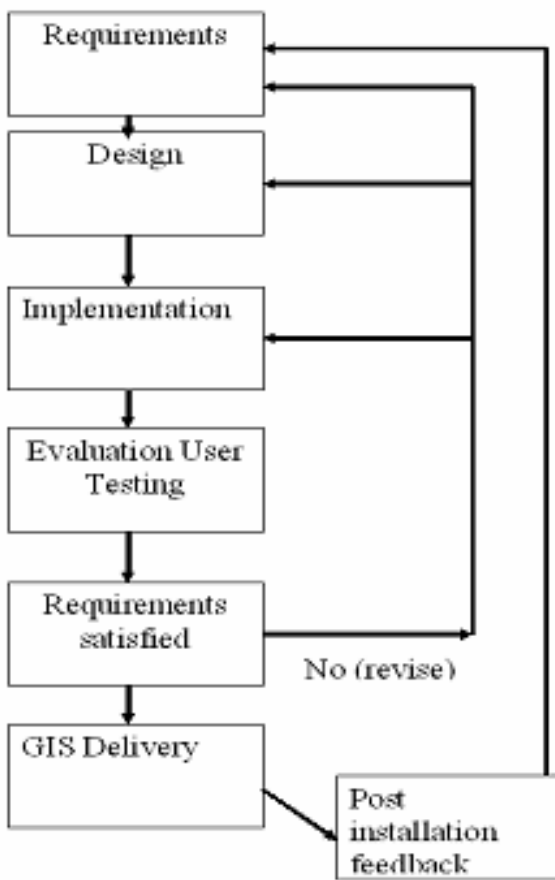 Requirements
Design
Implementation
Evaluation User
Testing
Requirements
satisfied
No (revise)
GIS Delivery
Post
installation
feedback